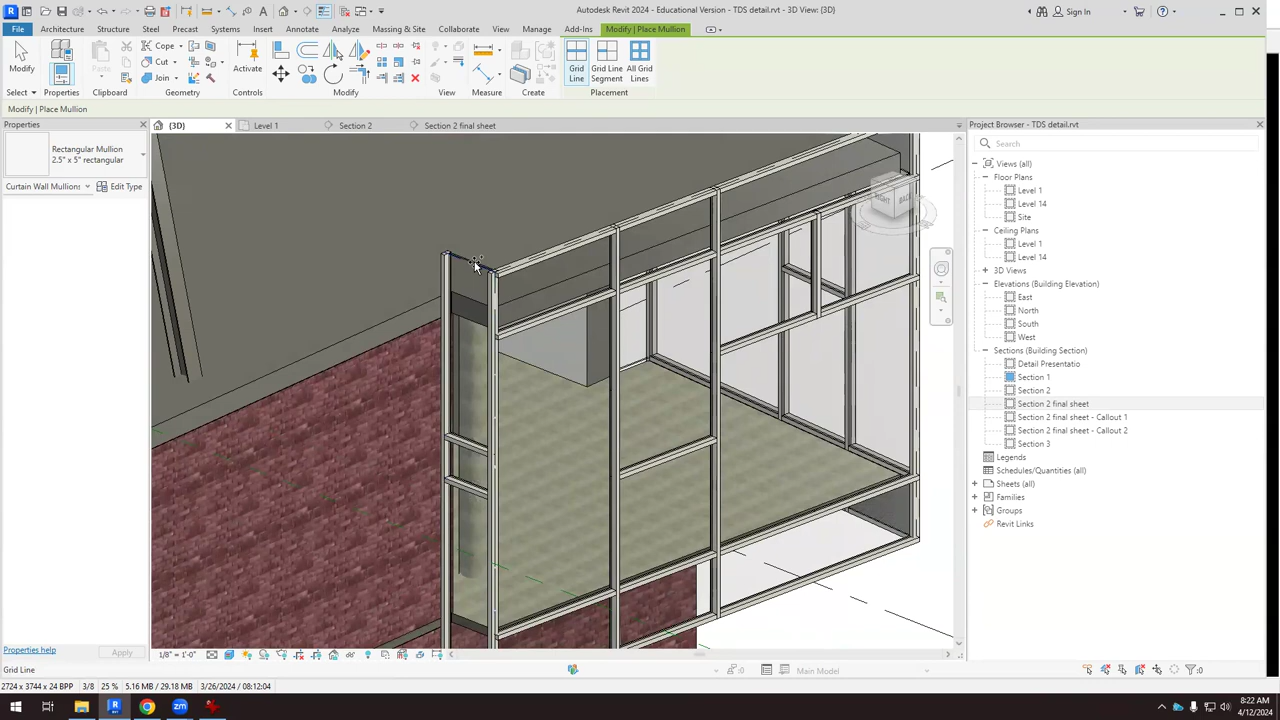 Autodesk Revit 2024 - Educational Version - TDS detail.rvt - 3D View: {3D}
Sign In
File Architecture Structure Steel Precast Systems Insert Annotate Analyze Massing & Site Collaborate View Manage Add-Ins Modify | Place Mullion
Modify
Cope
Cut
Join
Activate
Grid Line
Grid Line Segment
All Grid Lines
Select Properties Clipboard Geometry Controls Modify View Measure Create Placement
Modify | Place Mullion
Properties
{3D} Level 1 Section 2 Section 2 final sheet
Project Browser - TDS detail.rvt
Rectangular Mullion
2.5" x 5" rectangular
Curtain Wall Mullions Edit Type
RIGHT BACK
Search
Views (all)
Floor Plans
Level 1
Level 14
Site
Ceiling Plans
Level 1
Level 14
3D Views
Elevations (Building Elevation)
East
North
South
West
Sections (Building Section)
Detail Presentatio
Section 1
Section 2
Section 2 final sheet
Section 2 final sheet - Callout 1
Section 2 final sheet - Callout 2
Section 3
Legends
Schedules/Quantities (all)
Sheets (all)
Families
Groups
Revit Links
Properties help Apply
1/8" = 1'-0"
Grid Line
:0 Main Model :0
2724 x 3744 x 24 BPP 3/8 25 % 5.16 MB / 29.18 MB 3/26/2024 / 08:12:04
8:22 AM
4/12/2024